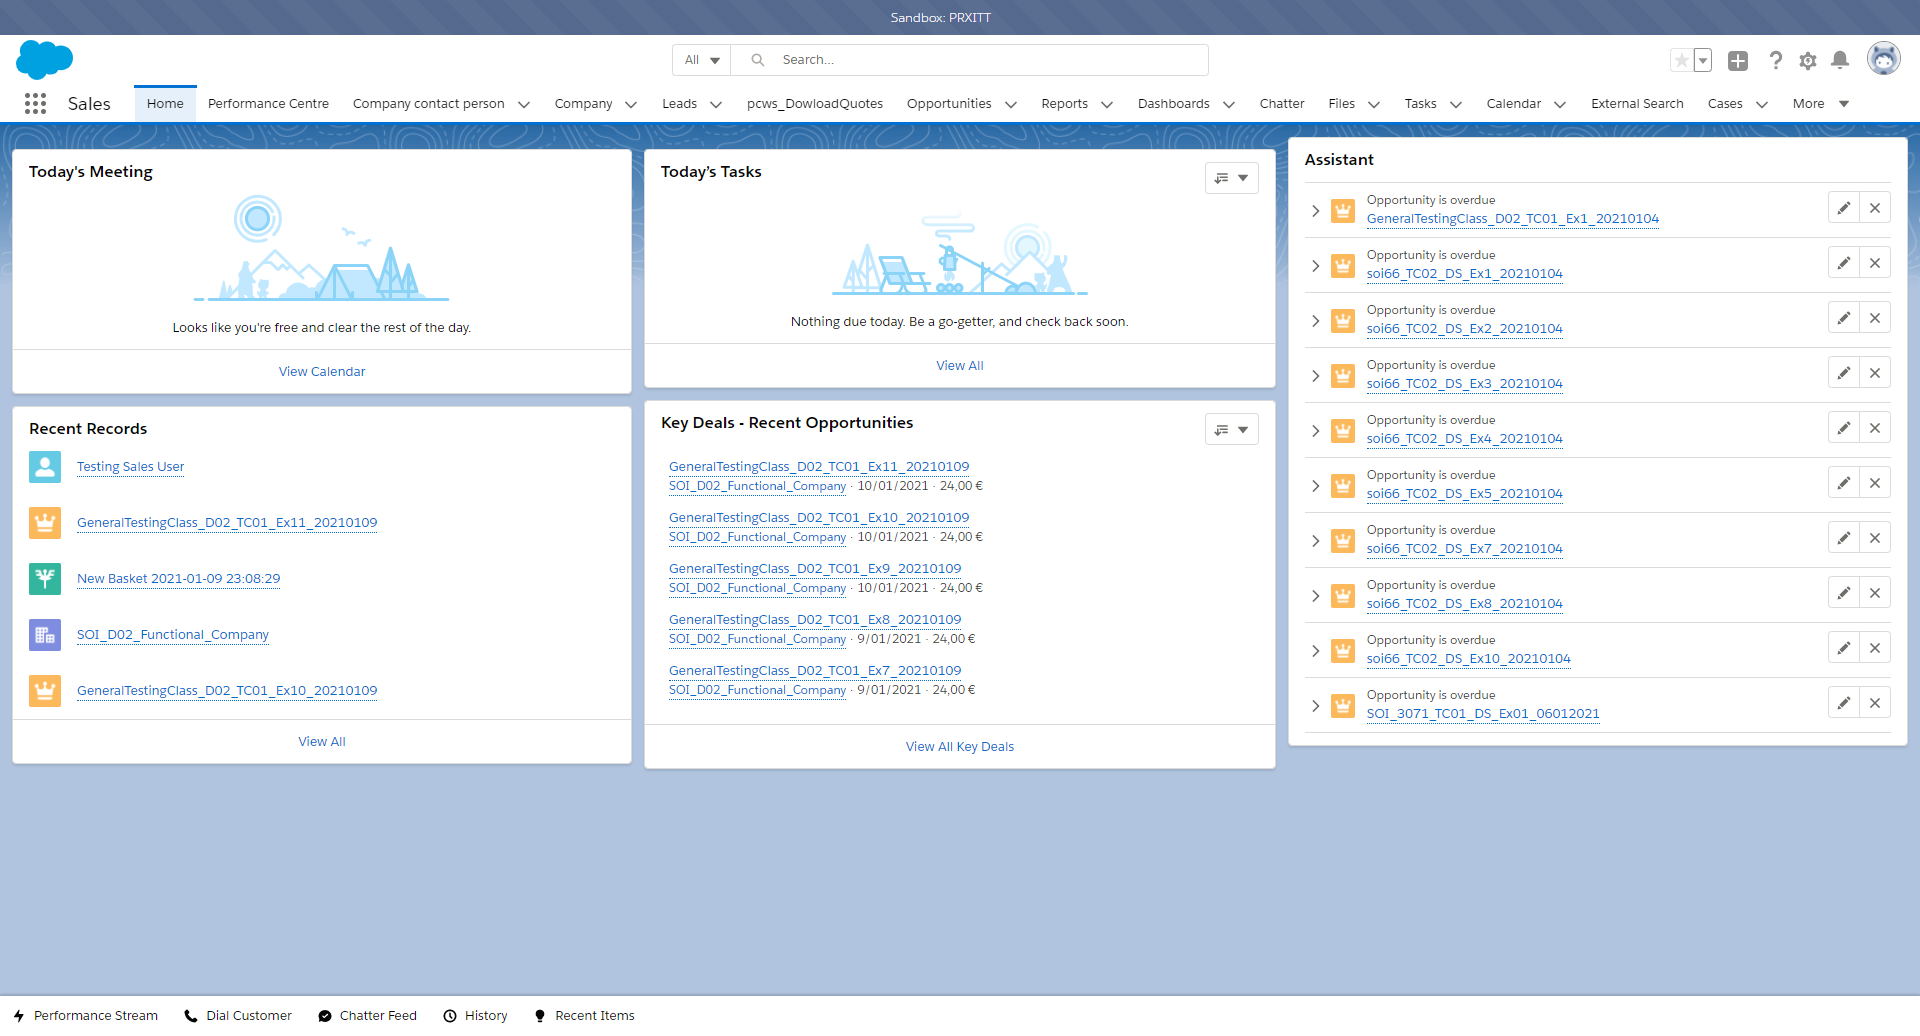 Sandbox: PRXITT
All
Search...
Sales
Home
Performance Centre
Company contact person
Company
Leads
pcws_DowloadQuotes
Opportunities
Reports
Dashboards
Chatter
Files
Tasks
Calendar
External Search
Cases
More
Today's Meeting
Looks like you're free and clear the rest of the day.
View Calendar
Recent Records
Testing Sales User
GeneralTestingClass_D02_TC01_Ex11_20210109
New Basket 2021-01-09 23:08:29
SOI_D02_Functional_Company
GeneralTestingClass_D02_TC01_Ex10_20210109
View All
Today’s Tasks
Nothing due today. Be a go-getter, and check back soon.
View All
Key Deals - Recent Opportunities
GeneralTestingClass_D02_TC01_Ex11_20210109
SOI_D02_Functional_Company · 10/01/2021 · 24,00 €
GeneralTestingClass_D02_TC01_Ex10_20210109
SOI_D02_Functional_Company · 10/01/2021 · 24,00 €
GeneralTestingClass_D02_TC01_Ex9_20210109
SOI_D02_Functional_Company · 10/01/2021 · 24,00 €
GeneralTestingClass_D02_TC01_Ex8_20210109
SOI_D02_Functional_Company · 9/01/2021 · 24,00 €
GeneralTestingClass_D02_TC01_Ex7_20210109
SOI_D02_Functional_Company · 9/01/2021 · 24,00 €
View All Key Deals
Assistant
Opportunity is overdue
GeneralTestingClass_D02_TC01_Ex1_20210104
Opportunity is overdue
soi66_TC02_DS_Ex1_20210104
Opportunity is overdue
soi66_TC02_DS_Ex2_20210104
Opportunity is overdue
soi66_TC02_DS_Ex3_20210104
Opportunity is overdue
soi66_TC02_DS_Ex4_20210104
Opportunity is overdue
soi66_TC02_DS_Ex5_20210104
Opportunity is overdue
soi66_TC02_DS_Ex7_20210104
Opportunity is overdue
soi66_TC02_DS_Ex8_20210104
Opportunity is overdue
soi66_TC02_DS_Ex10_20210104
Opportunity is overdue
SOI_3071_TC01_DS_Ex01_06012021
Performance Stream
Dial Customer
Chatter Feed
History
Recent Items